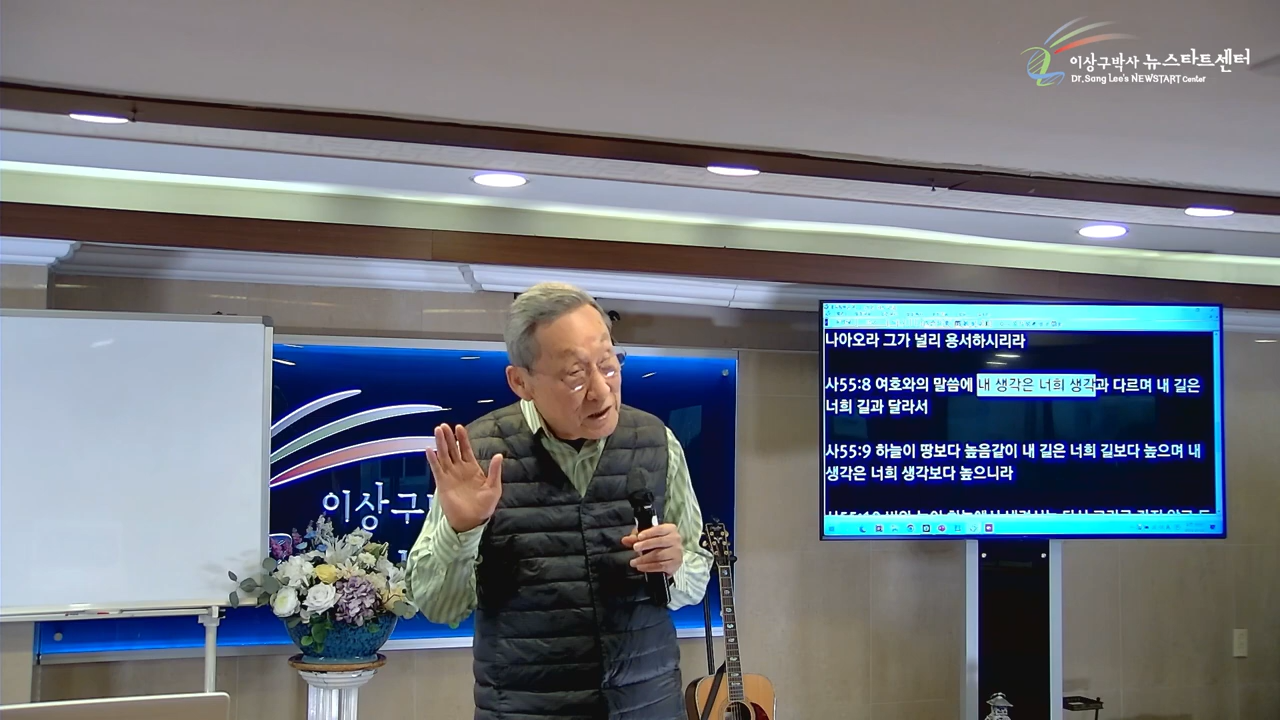 이상구박사 뉴스타트센터
Dr. Sang Lee's NEWSTART Center
나아오라 그가 널리 용서하시리라
사55:8 여호와의 말씀에 내 생각은 너희 생각과 다르며 내 길은
너희 길과 달라서
사55:9 하늘이 땅보다 높음같이 내 길은 너희 길보다 높으며 내
생각은 너희 생각보다 높으니라
이상구